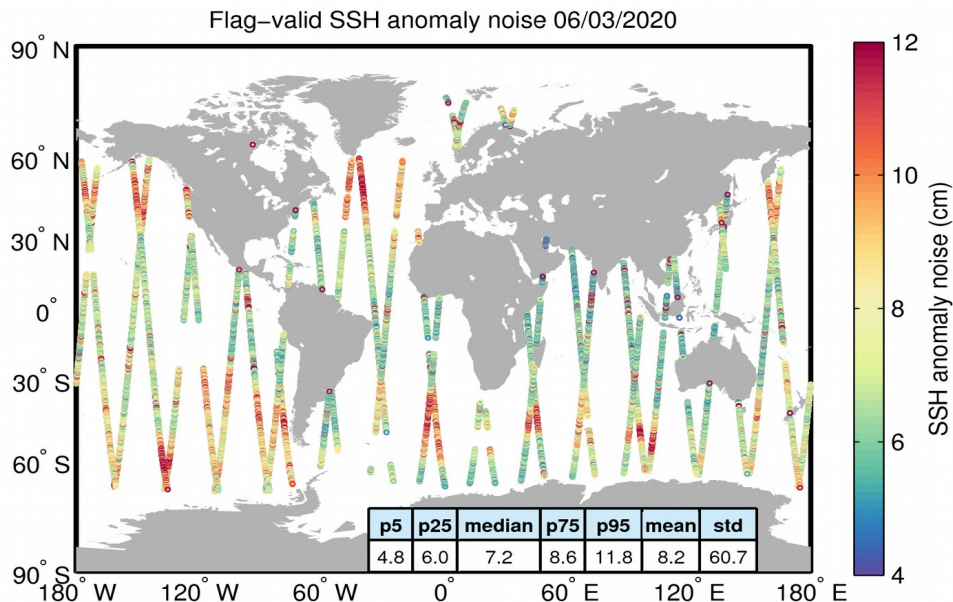 Flag−valid SSH anomaly noise 06/03/2020
90° N
60° N
30° N
0°
30° S
60° S
90° S
180° W
120° W
60° W
0°
60° E
120° E
180° E
p5 p25 median p75 p95 mean std
4.8 6.0 7.2 8.6 11.8 8.2 60.7
12
10
8
6
4
SSH anomaly noise (cm)